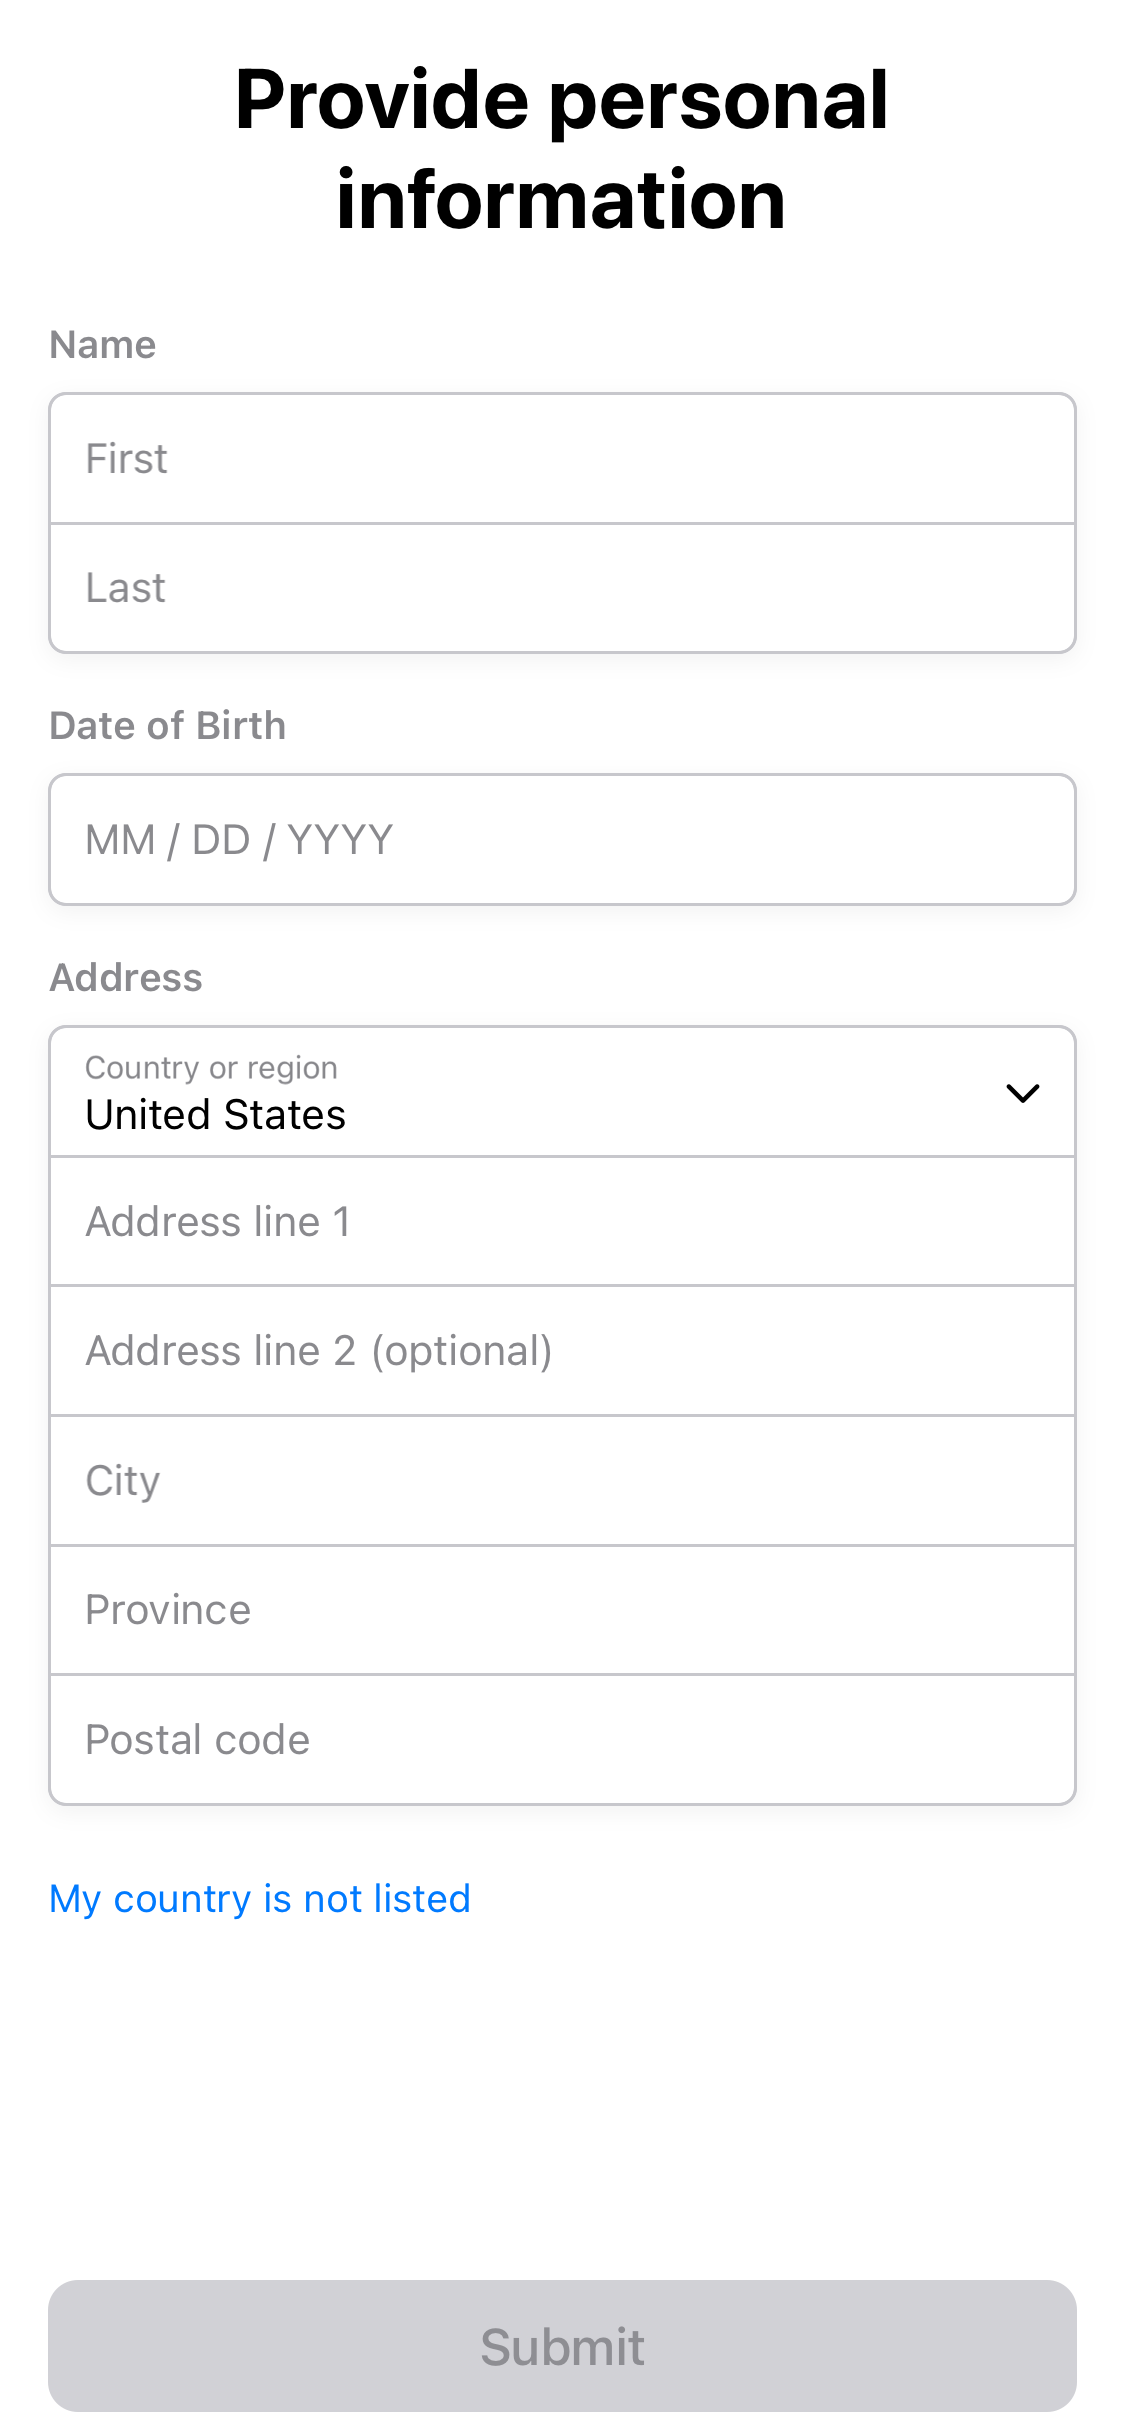 Provide personal
information
Name
First
Last
Date of Birth
MM / DD / YYYY
Address
Country or region
United States
Address line 1
Address line 2 (optional)
City
Province
Postal code
My country is not listed
Submit